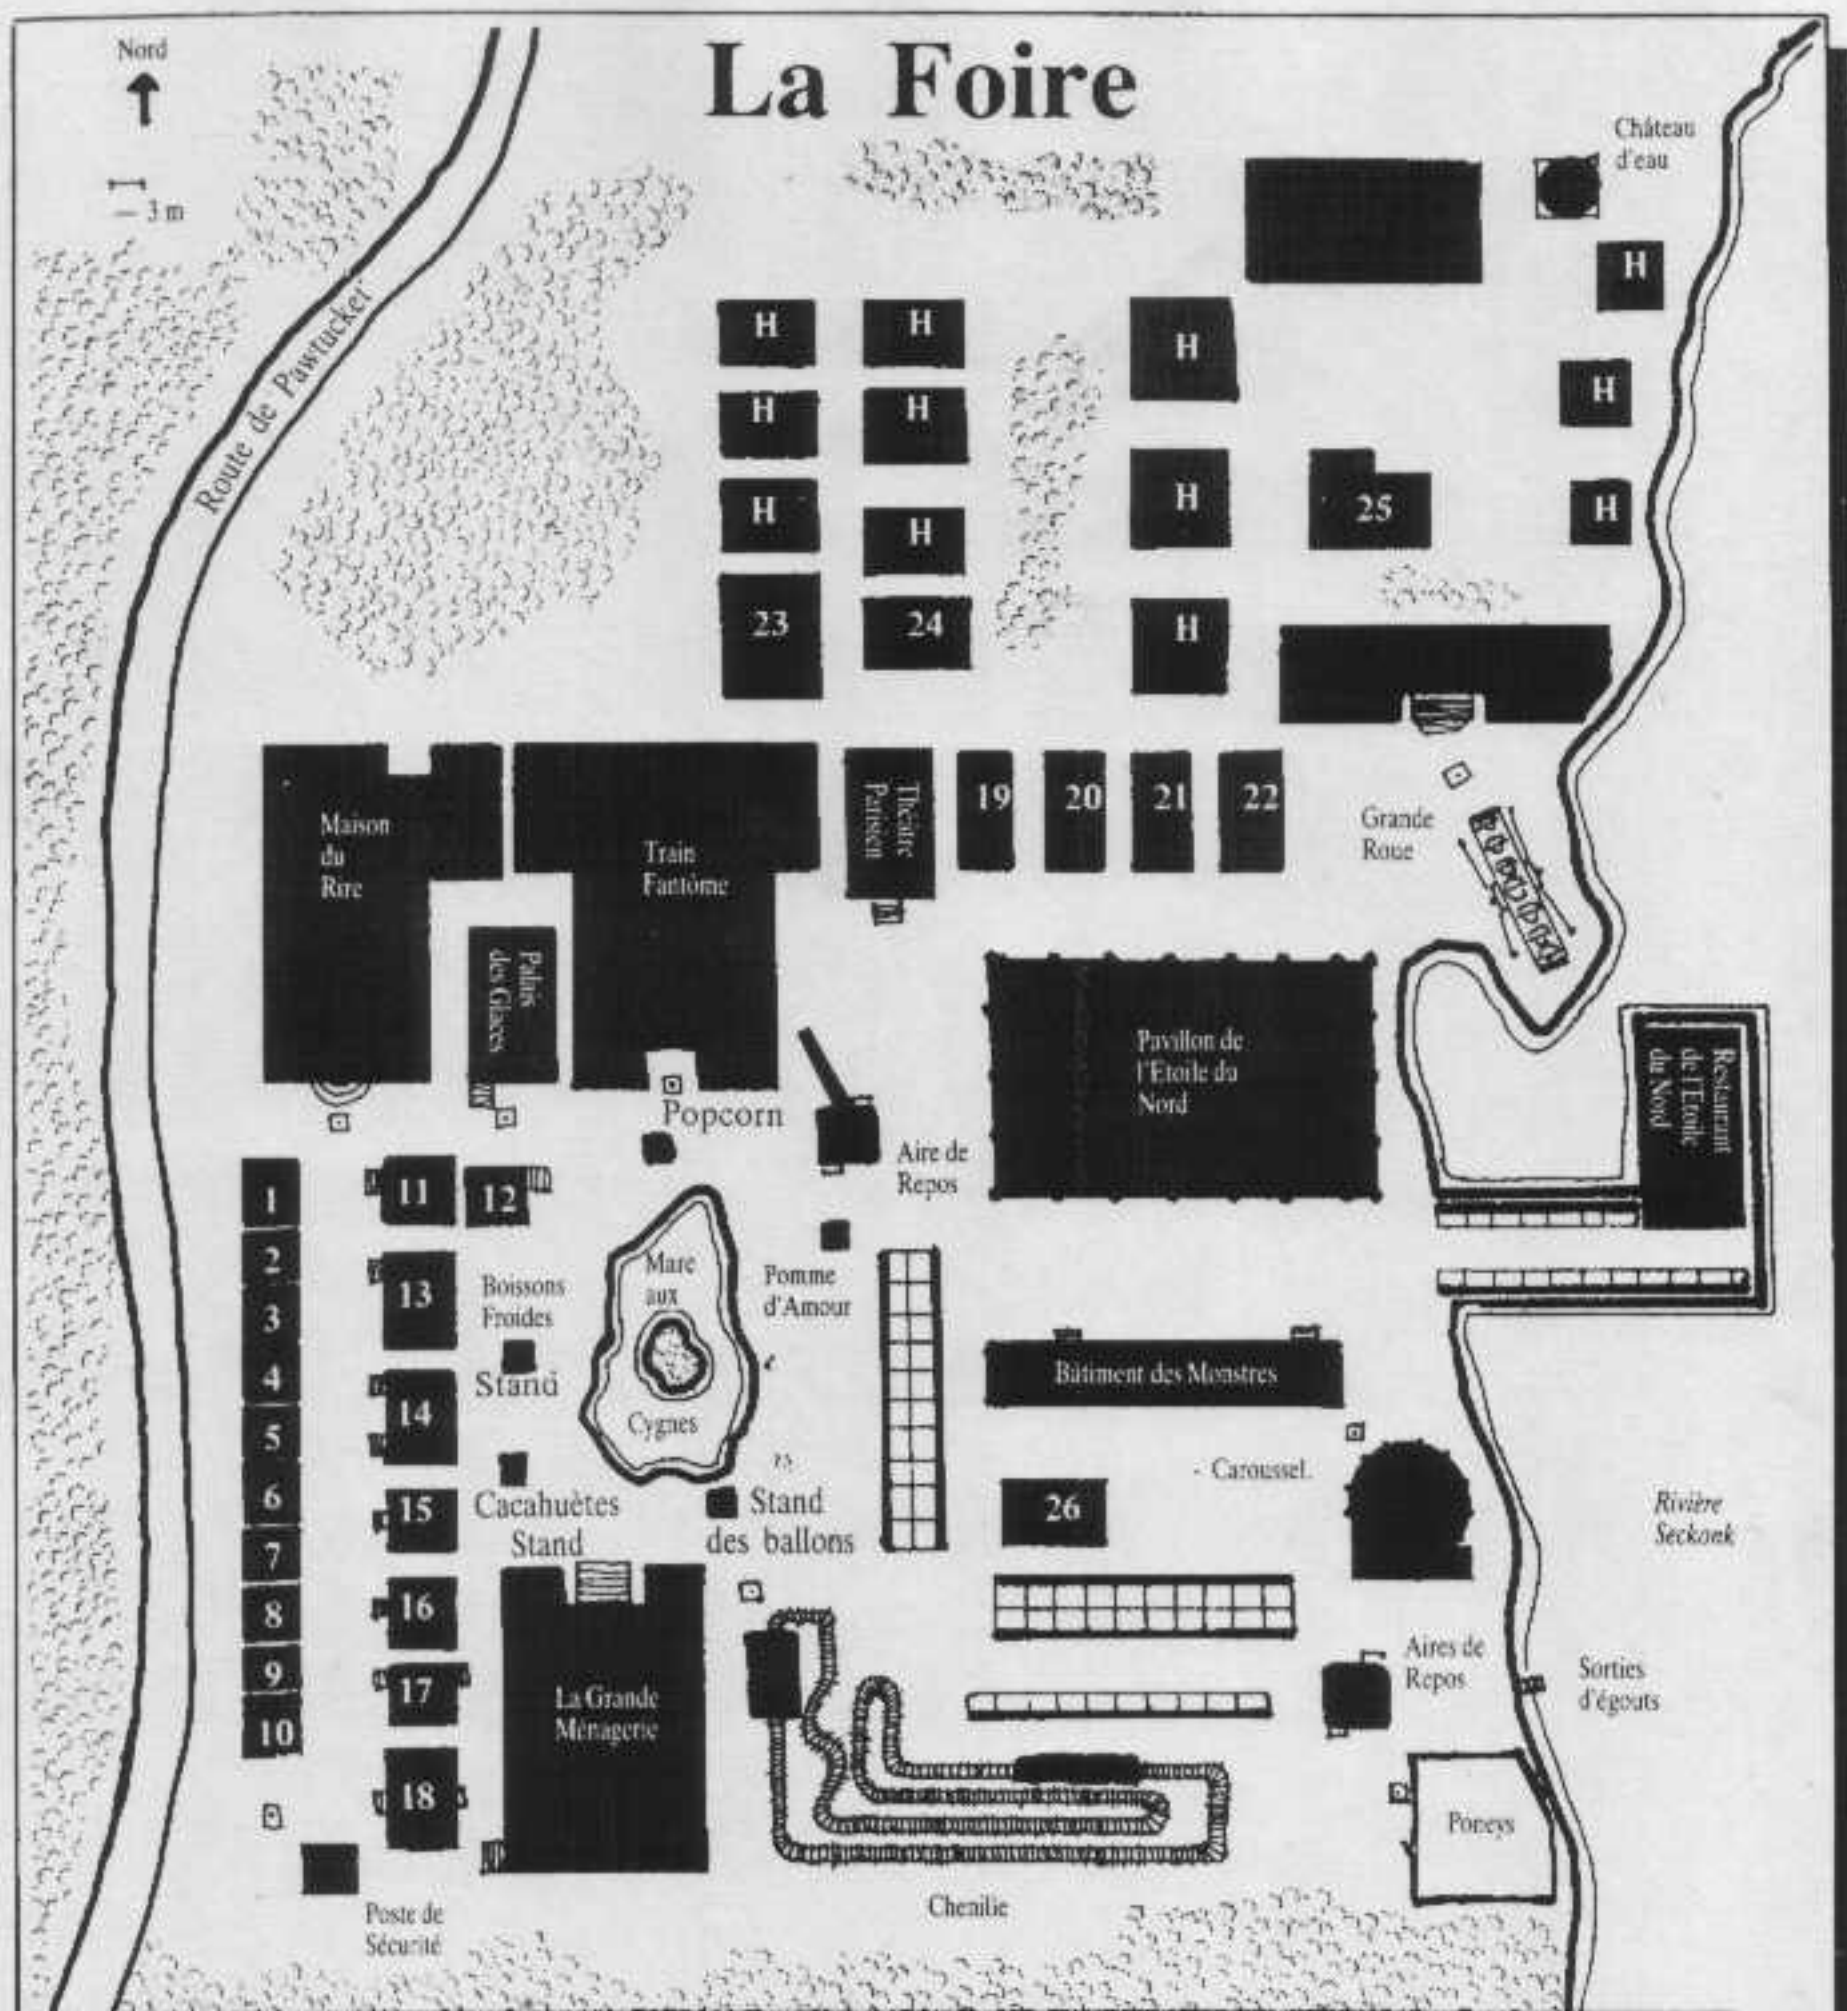 La Foire
Nord
3 m
Château
d'eau
Route de Pawtucket
H
H
H
H
H
H
H
H
H
H
25
H
H
23
24
H
Maison
du
Rire
Train
Fantôme
Théâtre
Parisien
19
20
21
22
Grande
Roue
Palais
des Glaces
Pavillon de
l'Etoile du
Nord
Restaurant
de l'Etoile
du Nord
Popcorn
Aire de
Repos
1
2
3
4
5
6
7
8
9
10
11
12
13
14
15
16
17
18
Boissons
Froides
Stand
Mare
aux
Cygnes
Pomme
d'Amour
Bâtiment des Monstres
Cacahuètes
Stand
Stand
des ballons
26
- Caroussel.
Rivière
Seckonk
La Grande
Ménagerie
Aires de
Repos
Sorties
d'égouts
Poneys
Chenille
Poste de
Sécurité